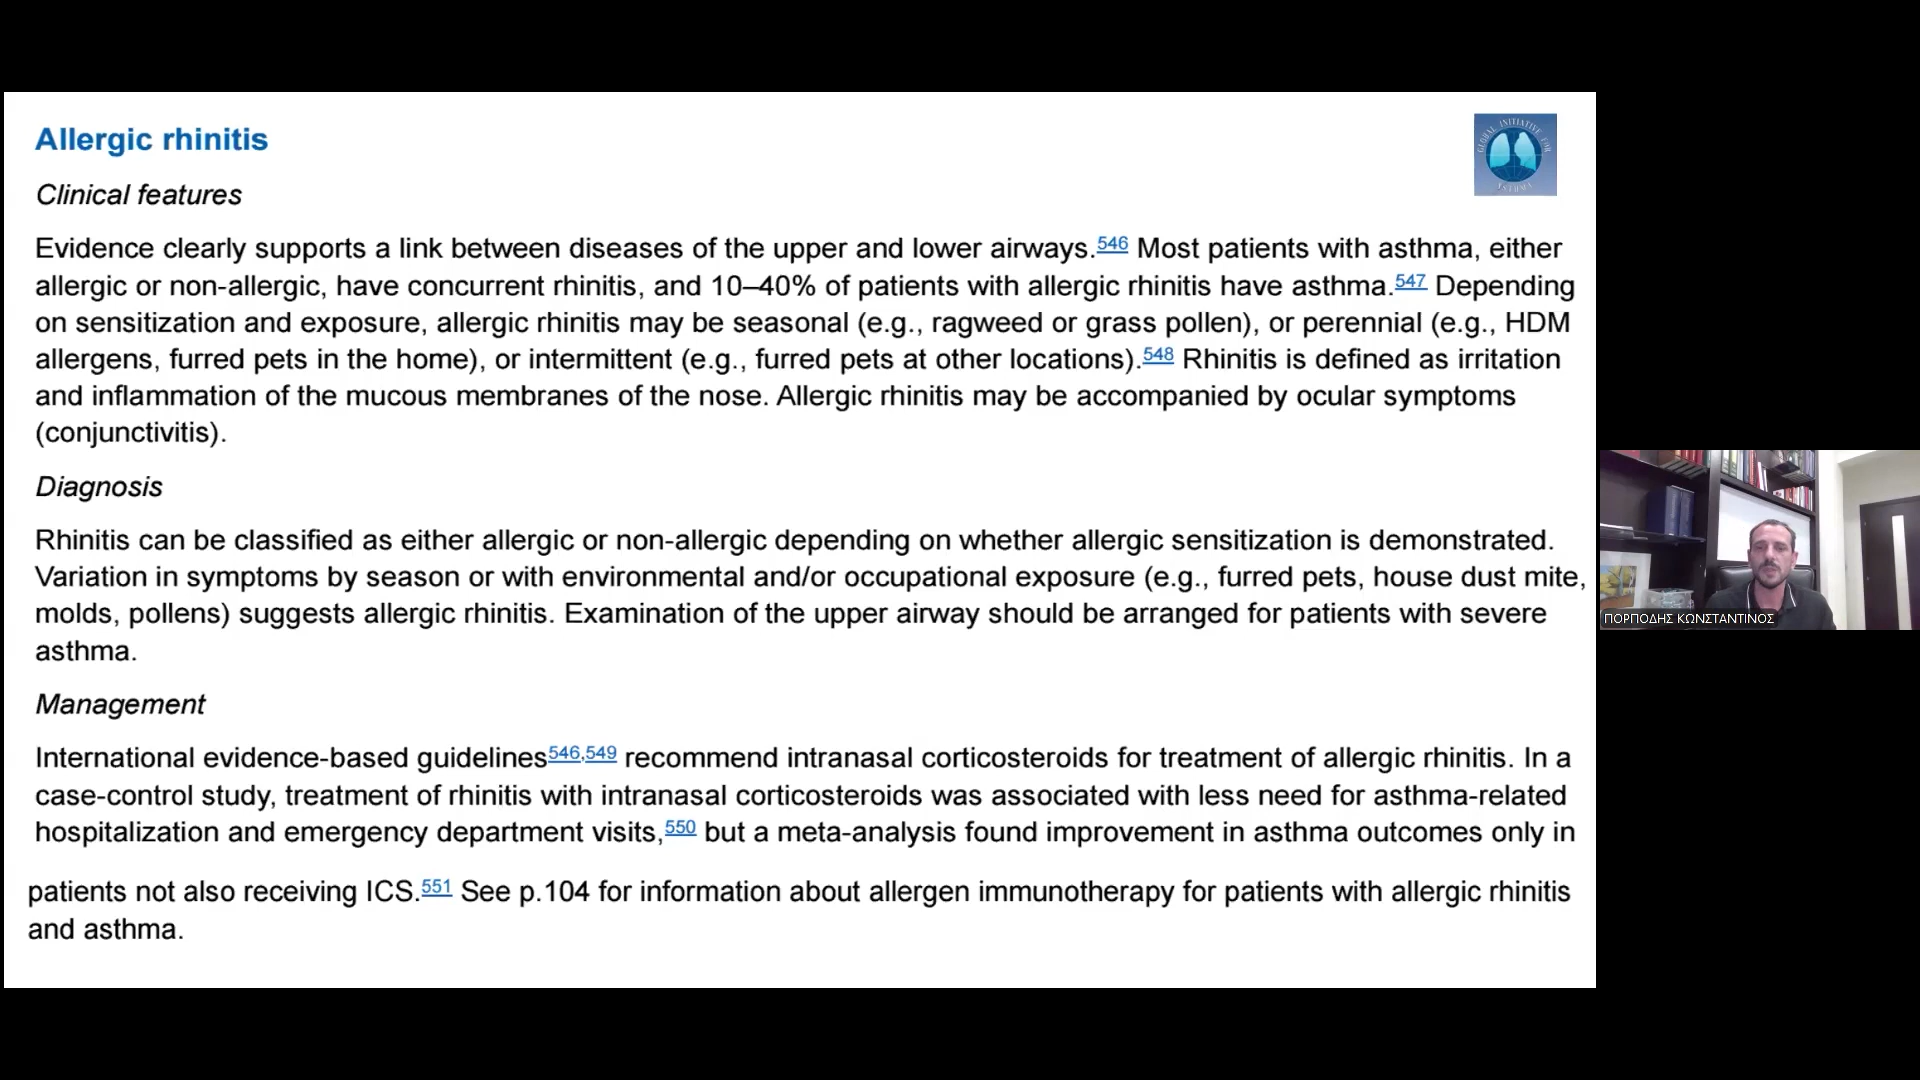 Allergic rhinitis
GLOBAL INITIATIVE FOR
ASTHMA
Clinical features
Evidence clearly supports a link between diseases of the upper and lower airways.546 Most patients with asthma, either
allergic or non-allergic, have concurrent rhinitis, and 10–40% of patients with allergic rhinitis have asthma.547 Depending
on sensitization and exposure, allergic rhinitis may be seasonal (e.g., ragweed or grass pollen), or perennial (e.g., HDM
allergens, furred pets in the home), or intermittent (e.g., furred pets at other locations).548 Rhinitis is defined as irritation
and inflammation of the mucous membranes of the nose. Allergic rhinitis may be accompanied by ocular symptoms
(conjunctivitis).
Diagnosis
Rhinitis can be classified as either allergic or non-allergic depending on whether allergic sensitization is demonstrated.
Variation in symptoms by season or with environmental and/or occupational exposure (e.g., furred pets, house dust mite,
molds, pollens) suggests allergic rhinitis. Examination of the upper airway should be arranged for patients with severe
asthma.
Management
International evidence-based guidelines546,549 recommend intranasal corticosteroids for treatment of allergic rhinitis. In a
case-control study, treatment of rhinitis with intranasal corticosteroids was associated with less need for asthma-related
hospitalization and emergency department visits,550 but a meta-analysis found improvement in asthma outcomes only in
patients not also receiving ICS.551 See p.104 for information about allergen immunotherapy for patients with allergic rhinitis
and asthma.
ΠΟΡΠΟΔΗΣ ΚΩΝΣΤΑΝΤΙΝΟΣ